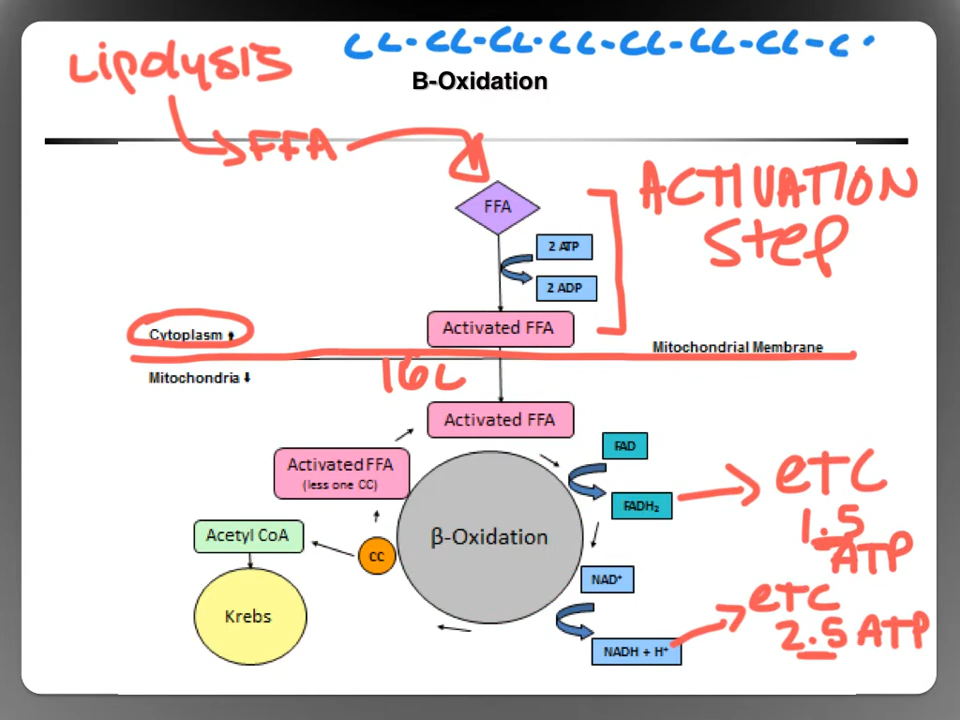 Lipolysis
CC-CC-CC-CC-CC-CC-CC-C
B-Oxidation
FFA
ACTIVATION
Step
FFA
2 ATP
2 ADP
Activated FFA
Cytoplasm
Mitochondrial Membrane
Mitochondria
16C
Activated FFA
Activated FFA
(less one CC)
FAD
FADH₂
etc
1.5
ATP
β-Oxidation
Acetyl CoA
CC
NAD⁺
Krebs
NADH + H⁺
etc
2.5 ATP